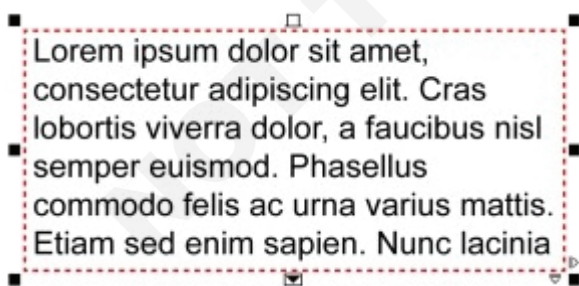 Lorem ipsum dolor sit amet,
consectetur adipiscing elit. Cras
lobortis viverra dolor, a faucibus nisl
semper euismod. Phasellus
commodo felis ac urna varius mattis.
Etiam sed enim sapien. Nunc lacinia